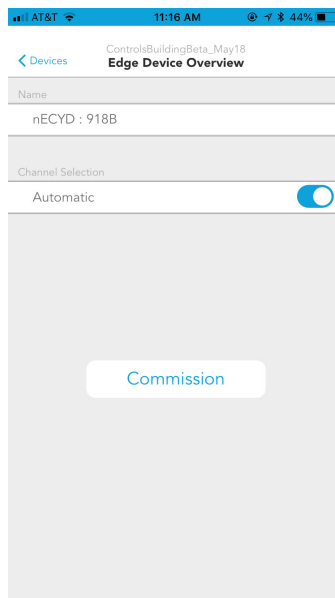 AT&T 11:16 AM 44%
ControlsBuildingBeta_May18
Devices Edge Device Overview
Name
nECYD : 918B
Channel Selection
Automatic
Commission